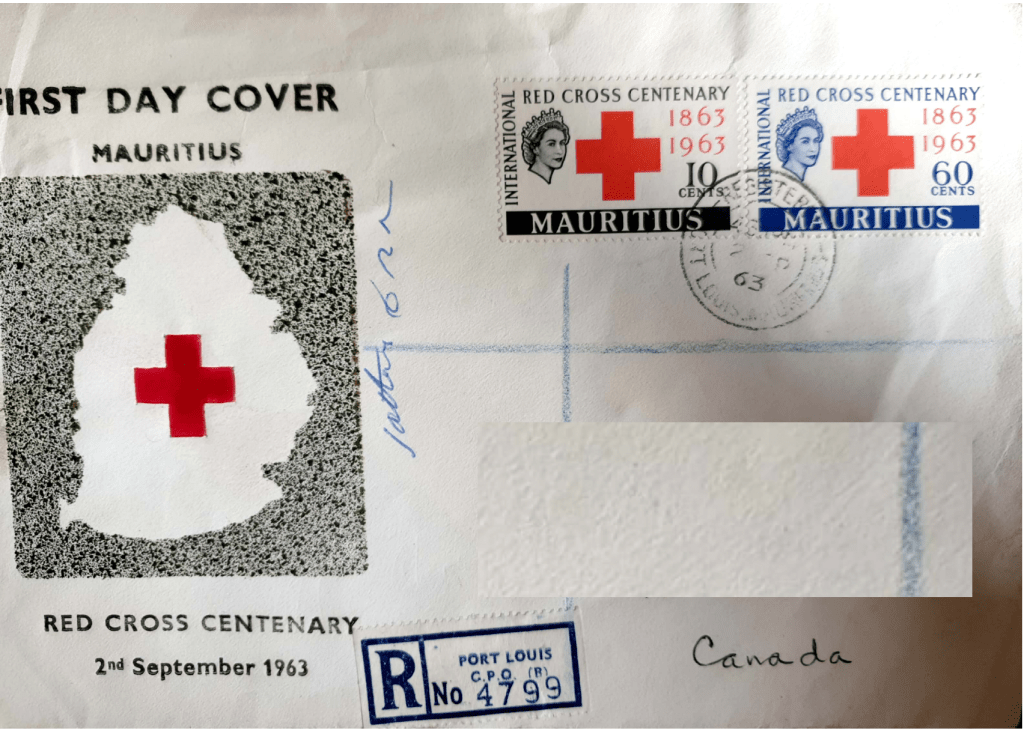 FIRST DAY COVER
MAURITIUS
RED CROSS CENTENARY
2nd September 1963
INTERNATIONAL
RED CROSS CENTENARY
1863
1963
10
CENTS
MAURITIUS
INTERNATIONAL
RED CROSS CENTENARY
1863
1963
60
CENTS
MAURITIUS
63
R
PORT LOUIS
G.P.O. (R)
No 4799
Canada